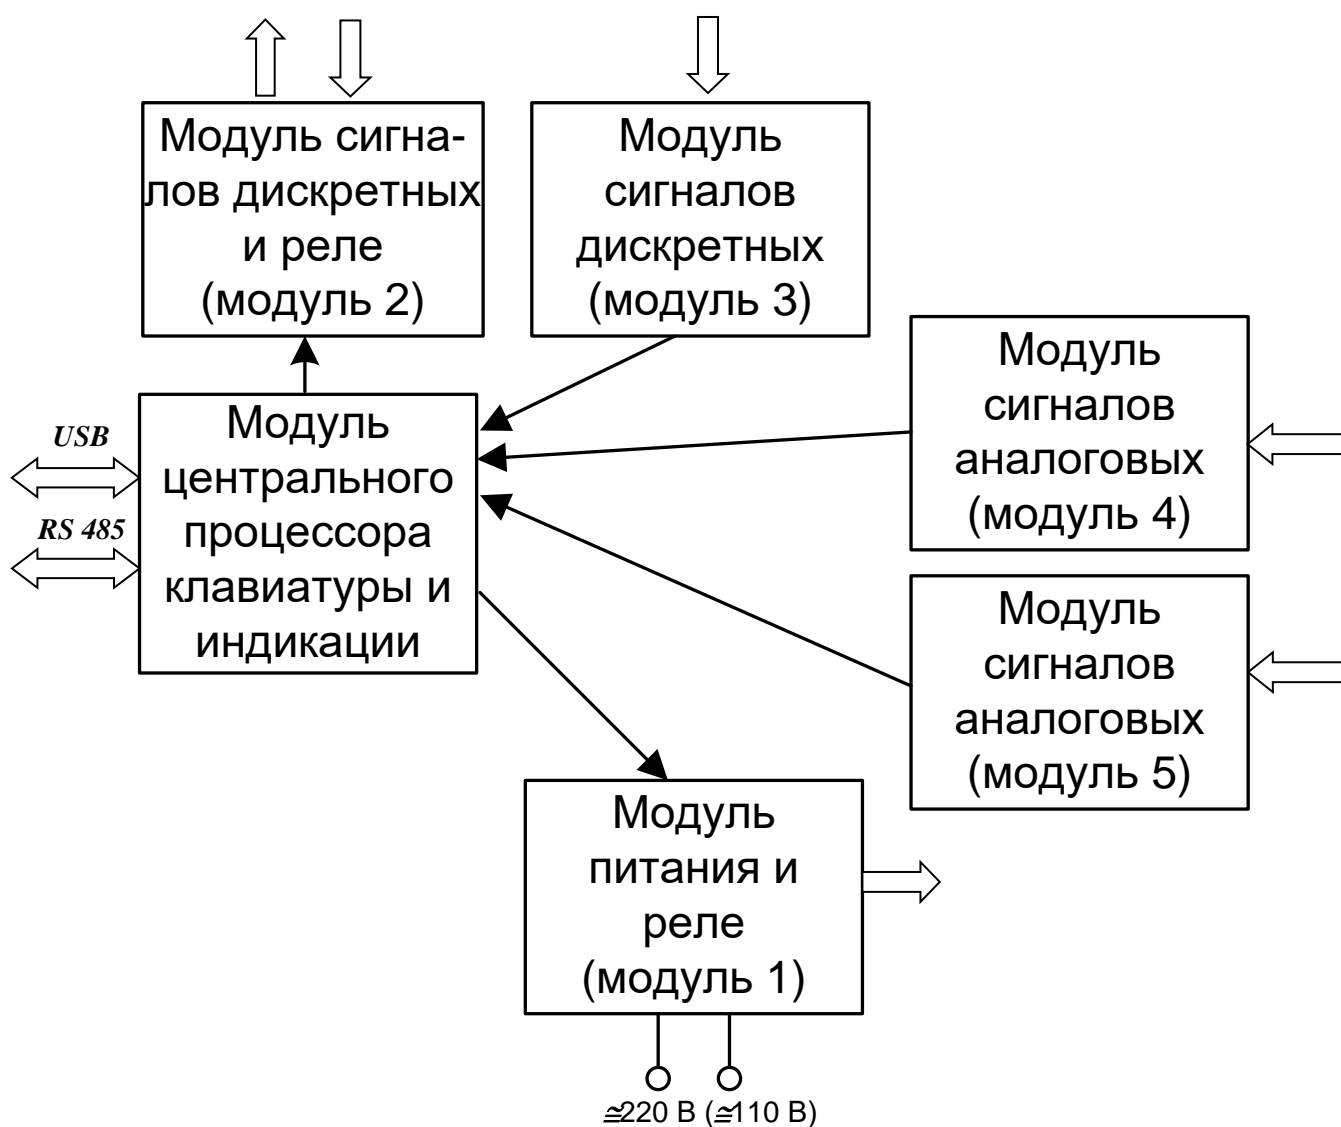 Модуль сигна-
лов дискретных
и реле
(модуль 2)
Модуль
сигналов
дискретных
(модуль 3)
Модуль
сигналов
аналоговых
(модуль 4)
USB
RS 485
Модуль
центрального
процессора
клавиатуры и
индикации
Модуль
сигналов
аналоговых
(модуль 5)
Модуль
питания и
реле
(модуль 1)
≅220 В (≅110 В)